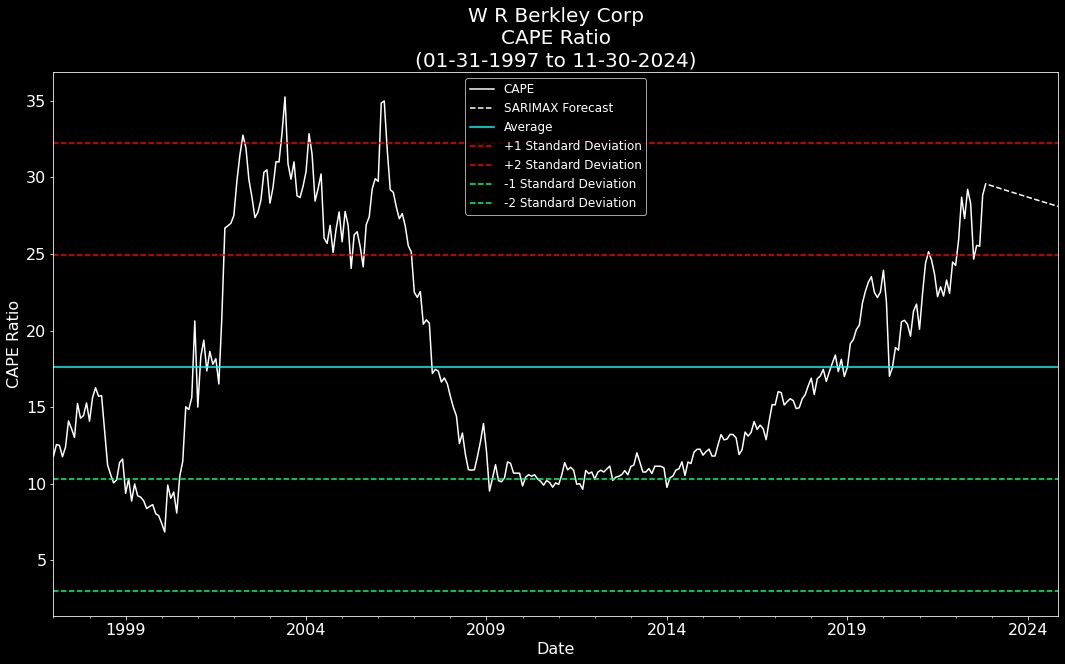 W R Berkley Corp
CAPE Ratio
(01-31-1997 to 11-30-2024)
CAPE
SARIMAX Forecast
Average
+1 Standard Deviation
+2 Standard Deviation
-1 Standard Deviation
-2 Standard Deviation
35
30
25
20
15
10
5
CAPE Ratio
1999
2004
2009
2014
2019
2024
Date